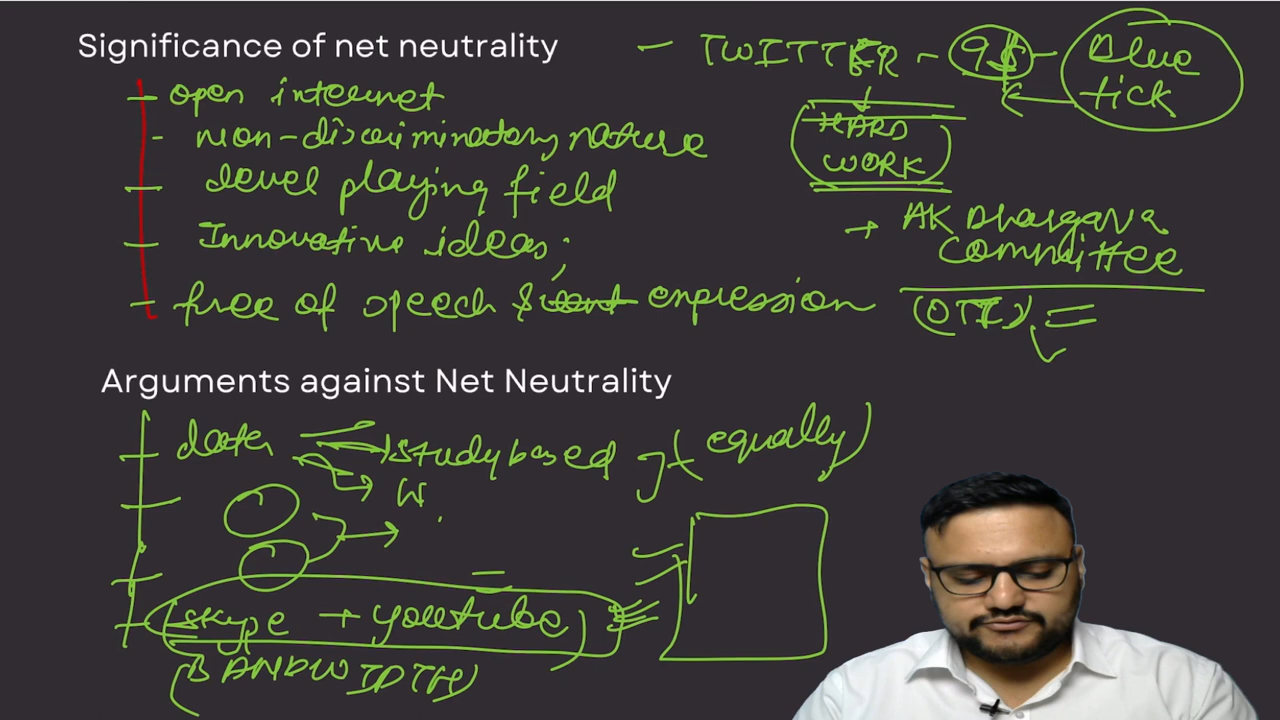 Significance of net neutrality
- open internet
- non-discriminatory nature
- level playing field
- Innovative ideas;
- free of speech & expression
- TWITTER - 9$ - Blue tick
HARD
WORK
→ AK Bhargava
Committee
(OTT)
Arguments against Net Neutrality
- data study based (equally)
W
- (skype + youtube)
(BANDWIDTH)